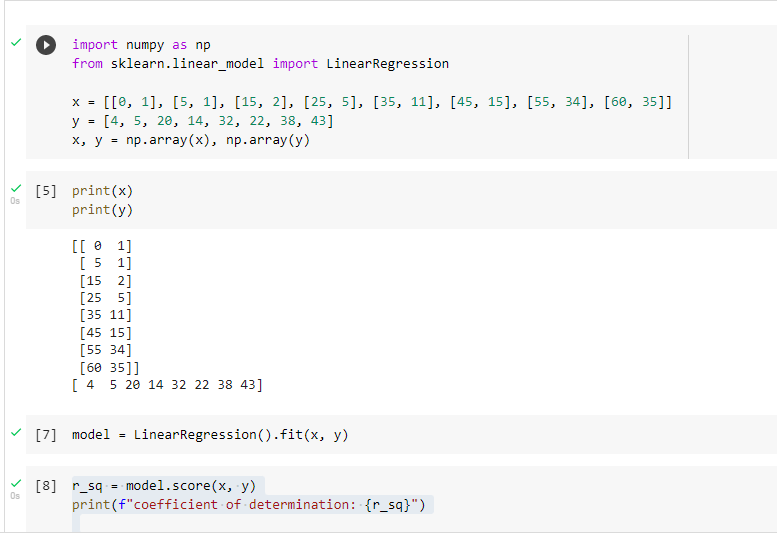 import numpy as np
from sklearn.linear_model import LinearRegression
x = [[0, 1], [5, 1], [15, 2], [25, 5], [35, 11], [45, 15], [55, 34], [60, 35]]
y = [4, 5, 20, 14, 32, 22, 38, 43]
x, y = np.array(x), np.array(y)
[5] print(x)
0s
print(y)
[[ 0  1]
 [ 5  1]
 [15  2]
 [25  5]
 [35 11]
 [45 15]
 [55 34]
 [60 35]]
[ 4  5 20 14 32 22 38 43]
[7] model = LinearRegression().fit(x, y)
[8] r_sq = model.score(x, y)
0s
print(f"coefficient of determination: {r_sq}")